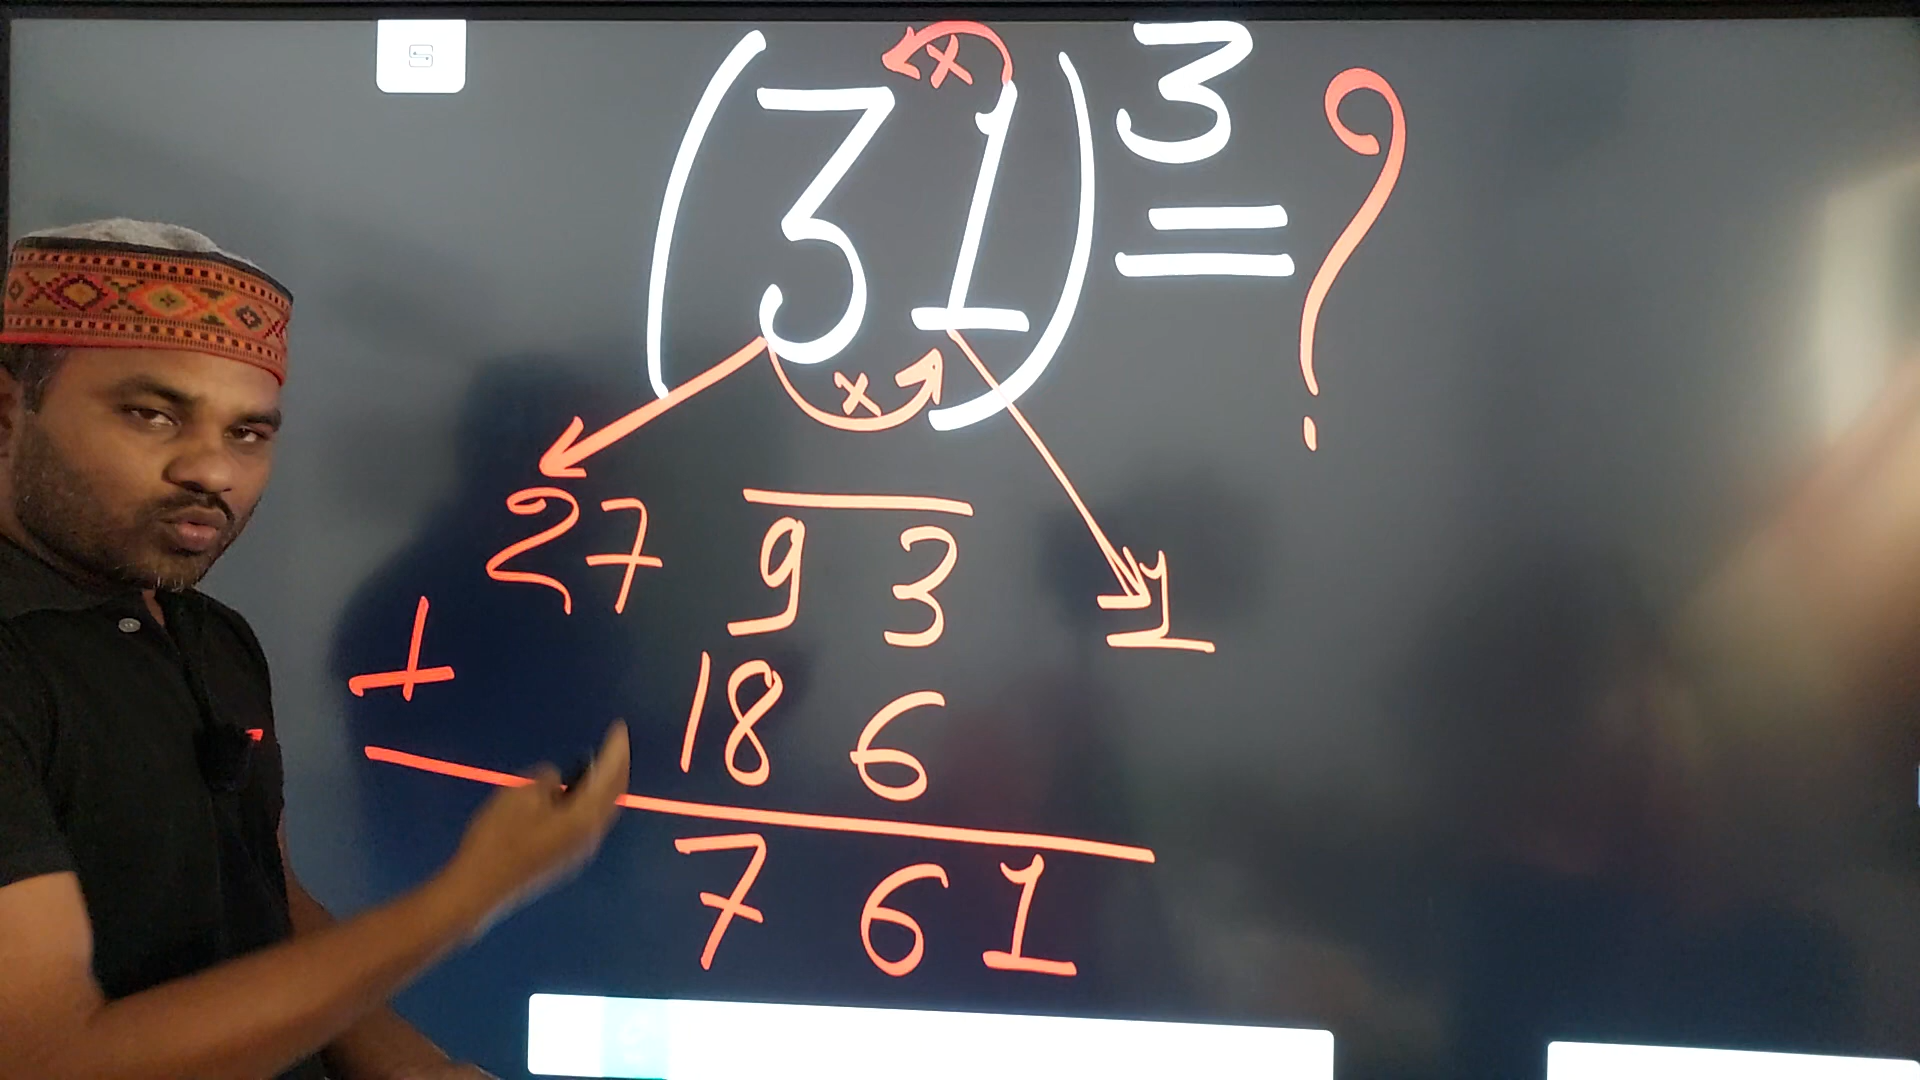 (31)³ = ?
x
x
27 9 3 1
+ 18 6
7 6 1